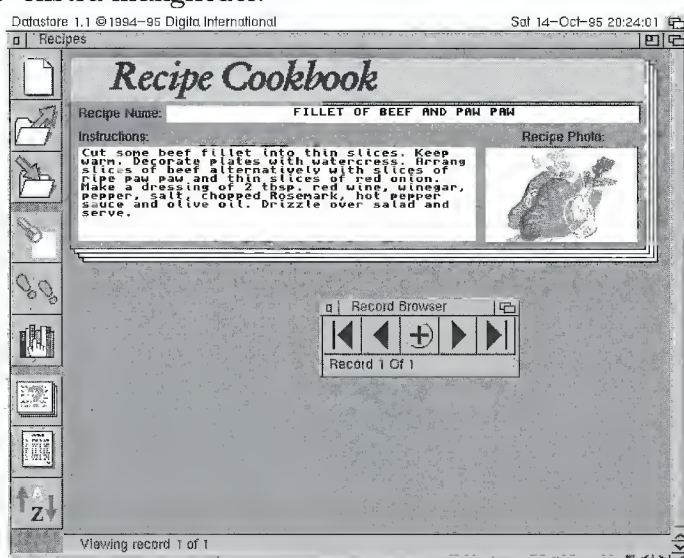 Datastore 1.1 ©1994-95 Digita International Sat 14-Oct-95 20:24:01
Recipes
Recipe Cookbook
Recipe Name: FILLET OF BEEF AND PAW PAW
Instructions: Recipe Photo:
Cut some beef fillet into thin slices. Keep
warm. Decorate plates with watercress. Arrang
slices of beef alternatively with slices of
ripe paw paw and thin slices of red onion.
Make a dressing of 2 tbsp. red wine, winegar,
pepper, salt, chopped Rosemark, hot pepper
sauce and olive oil. Drizzle over salad and
serve.
Record Browser
Record 1 Of 1
A
Z
Viewing record 1 of 1